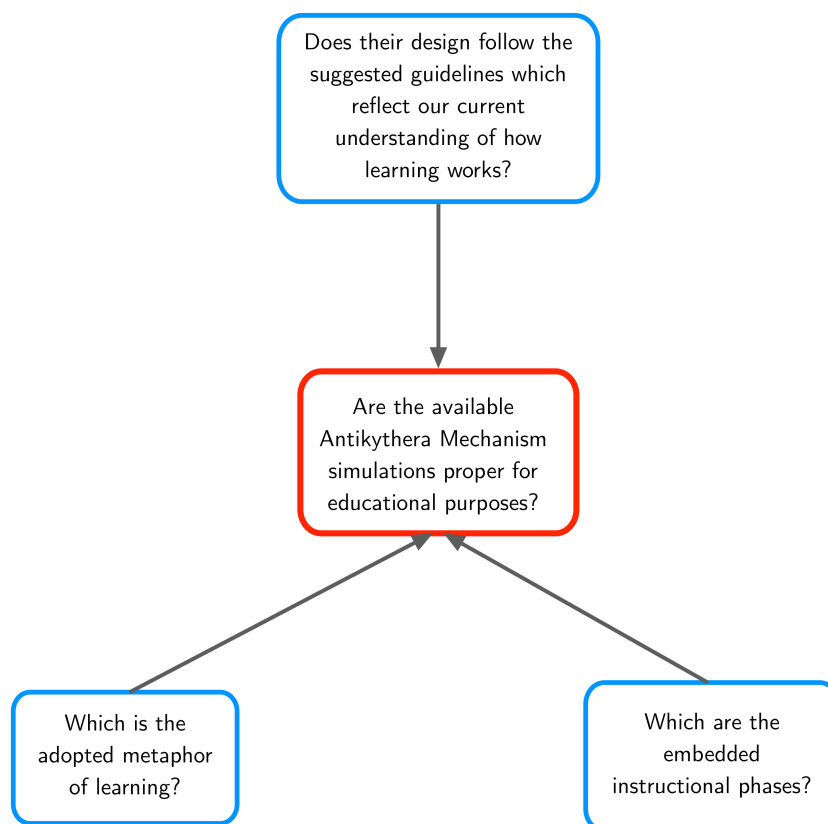 Does their design follow the
suggested guidelines which
reflect our current
understanding of how
learning works?
Are the available
Antikythera Mechanism
simulations proper for
educational purposes?
Which is the
adopted metaphor
of learning?
Which are the
embedded
instructional phases?